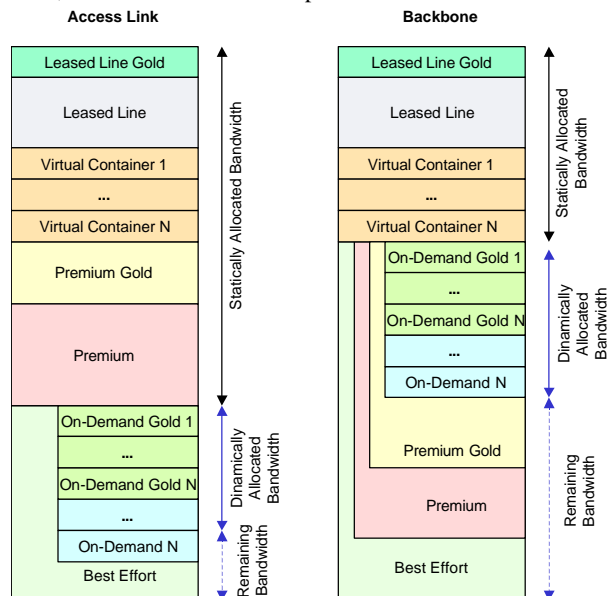 Access Link
Leased Line Gold
Leased Line
Virtual Container 1
...
Virtual Container N
Premium Gold
Premium
On-Demand Gold 1
...
On-Demand Gold N
...
On-Demand N
Best Effort
Statically Allocated Bandwidth
Dinamically
Allocated
Bandwidth
Remaining
Bandwidth
Backbone
Leased Line Gold
Leased Line
Virtual Container 1
...
Virtual Container N
On-Demand Gold 1
...
On-Demand Gold N
...
On-Demand N
Premium Gold
Premium
Best Effort
Statically Allocated
Bandwidth
Dinamically
Allocated
Bandwidth
Remaining
Bandwidth